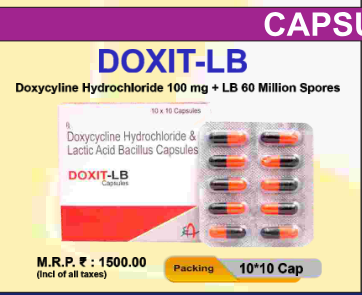 CAPSU
DOXIT-LB
Doxycyline Hydrochloride 100 mg + LB 60 Million Spores
10 x 10 Capsules
Rx
Doxycycline Hydrochloride &
Lactic Acid Bacillus Capsules
DOXIT-LB
Capsules
M.R.P. ₹ : 1500.00
(Incl of all taxes)
Packing 10*10 Cap